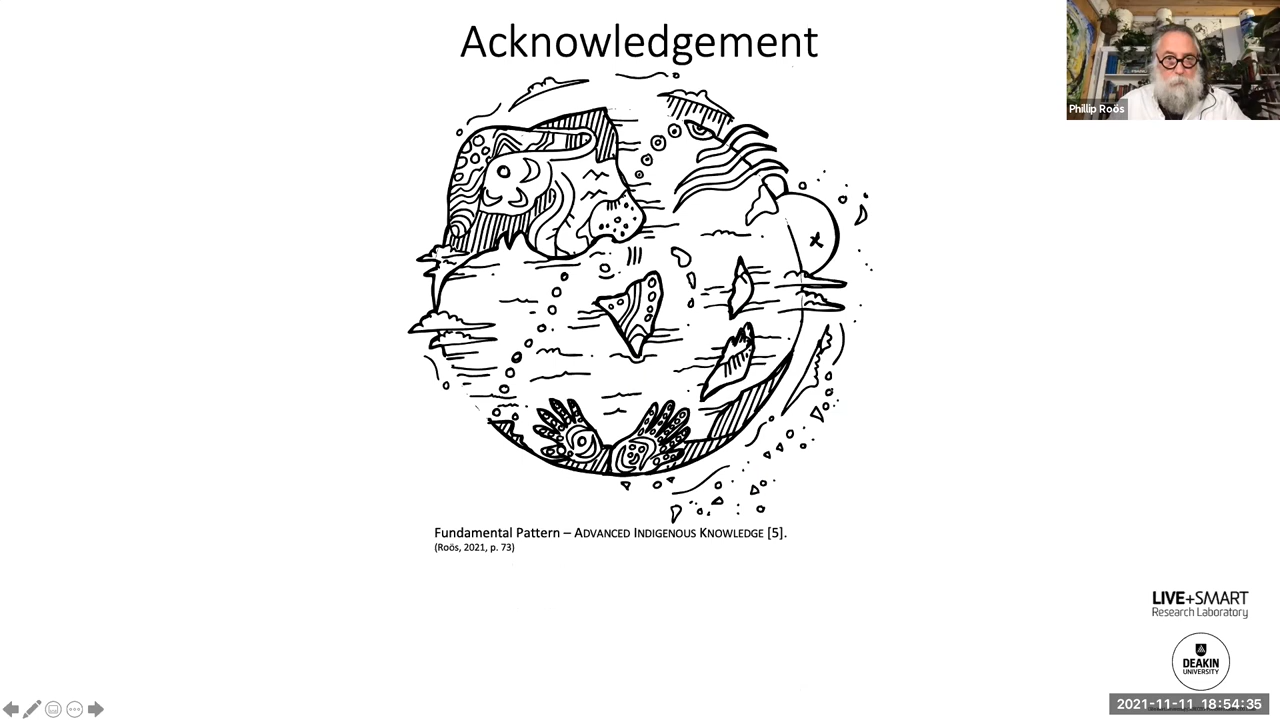 Acknowledgement
Phillip Roös
Fundamental Pattern – ADVANCED INDIGENOUS KNOWLEDGE [5].
(Roös, 2021, p. 73)
LIVE+SMART
Research Laboratory
DEAKIN
UNIVERSITY
2021-11-11 18:54:35